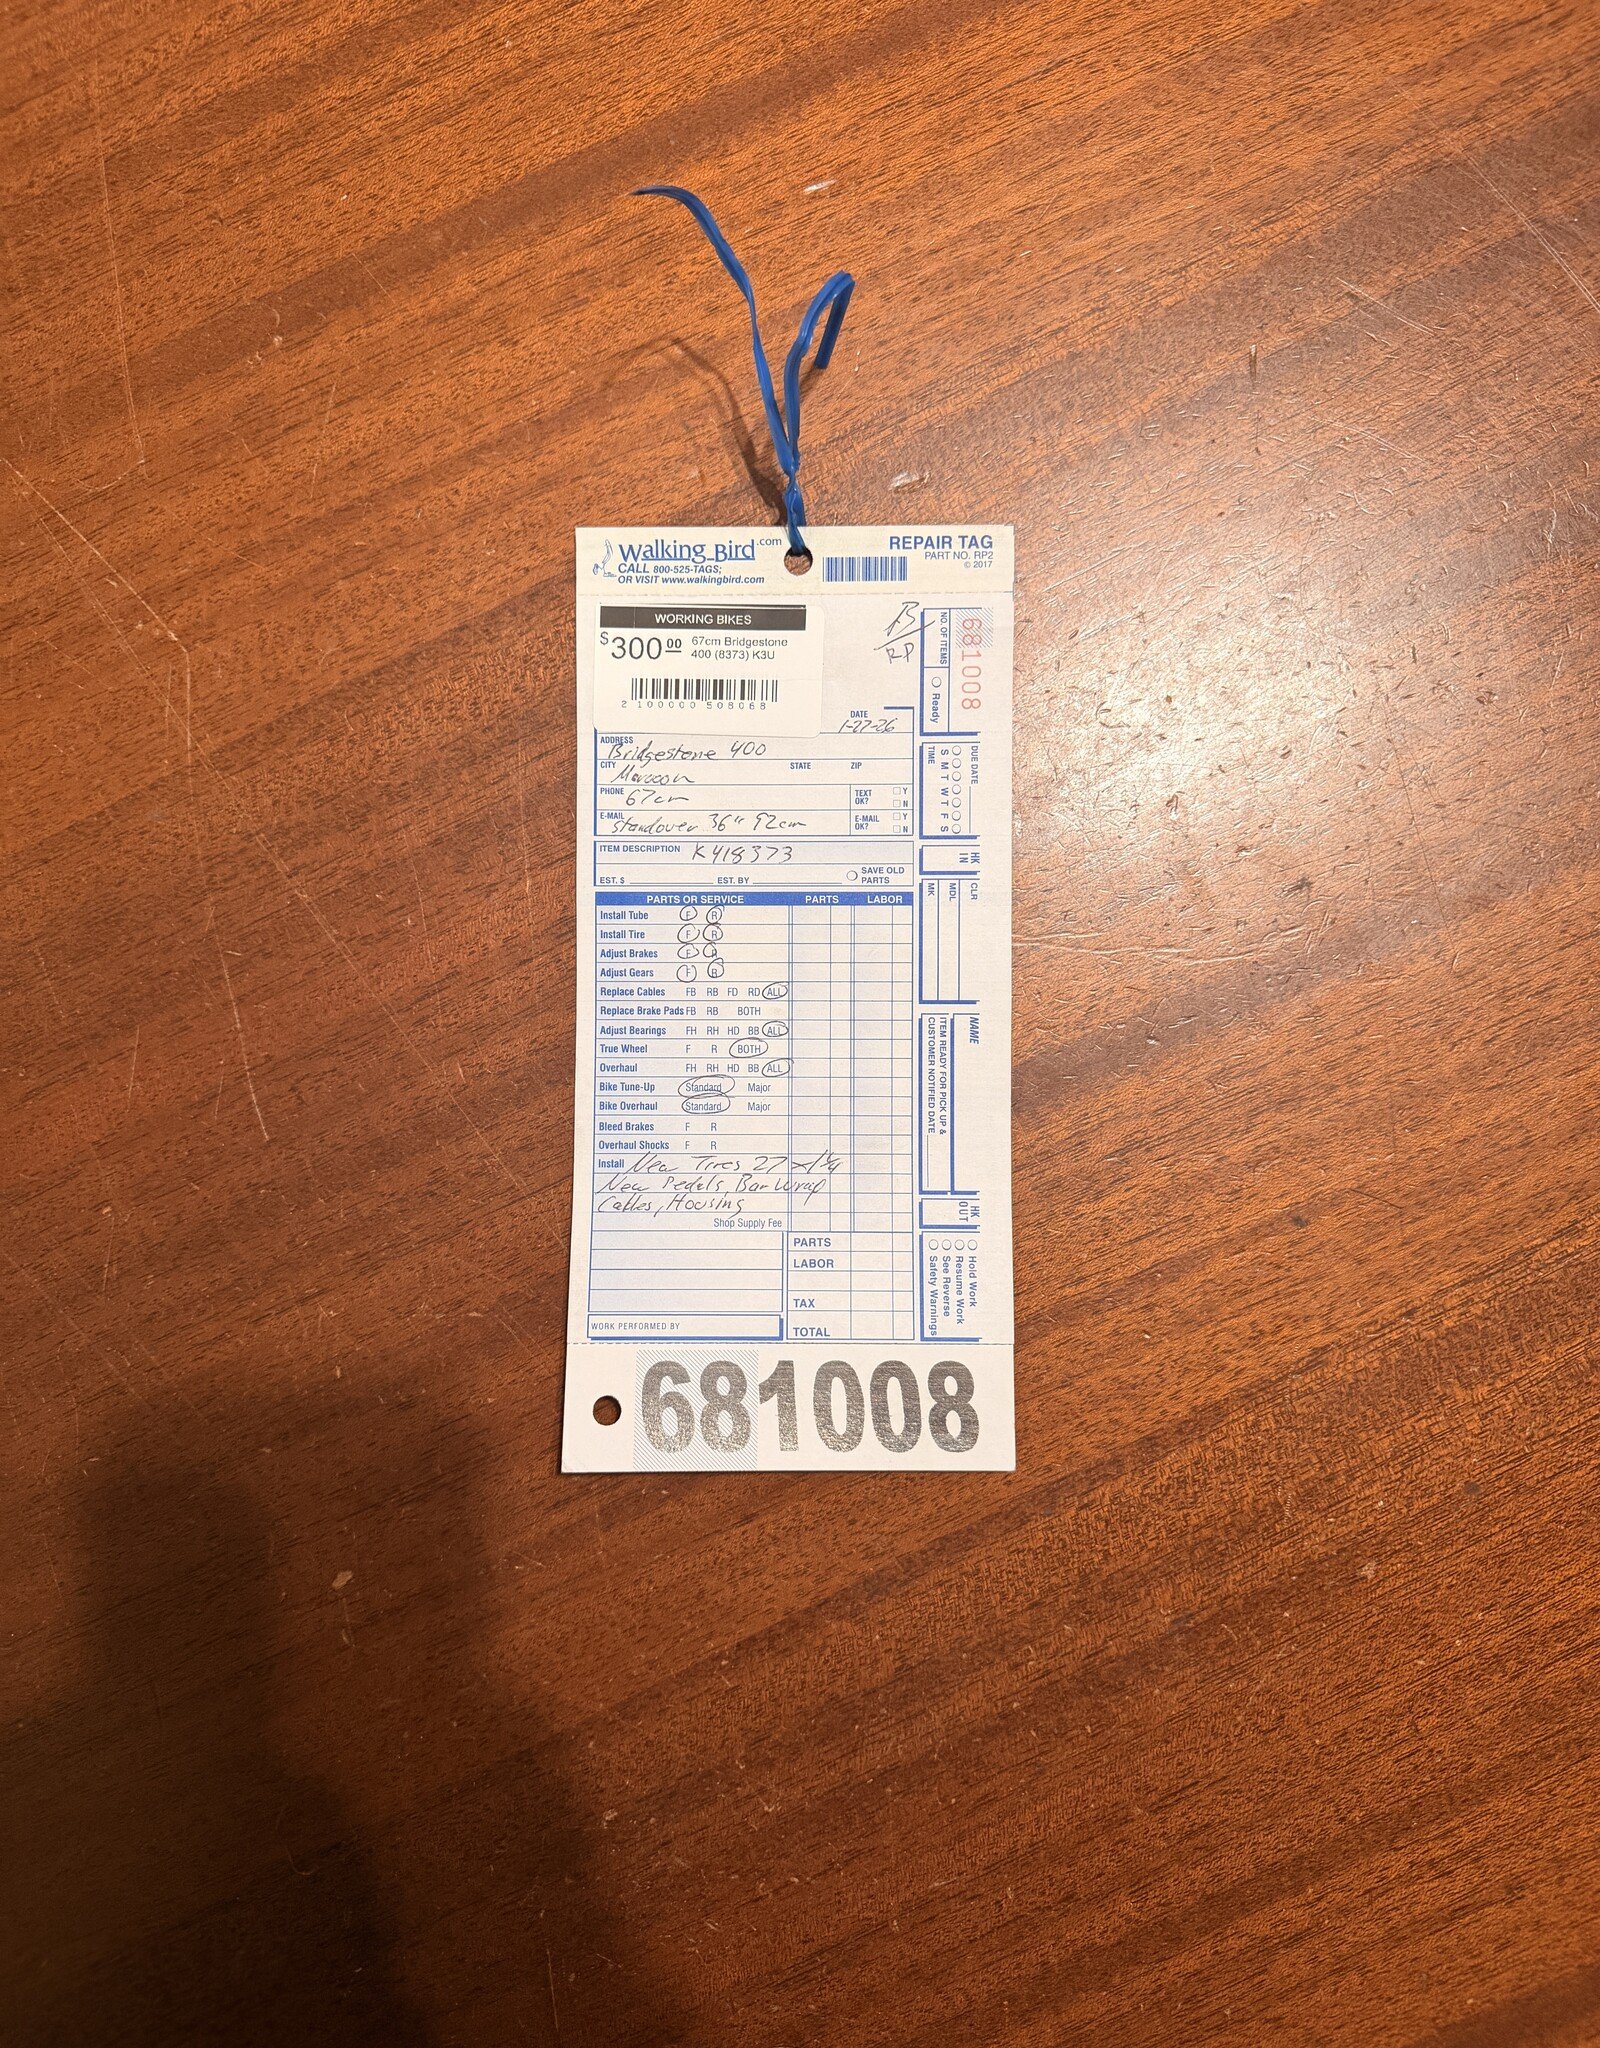 Walking Bird.com
CALL 800-525-TAGS;
OR VISIT www.walkingbird.com
REPAIR TAG
PART NO. RP2
© 2017
WORKING BIKES
$300.00
67cm Bridgestone
400 (8373) K3U
2 100000 508068
B
RP
DATE
1-27-26
ADDRESS
Bridgestone 400
CITY STATE ZIP
Maroon
PHONE 67cm TEXT OK? Y N
E-MAIL standover 36" 92cm E-MAIL OK? Y N
ITEM DESCRIPTION K418373
EST. $ EST. BY SAVE OLD PARTS
PARTS OR SERVICE PARTS LABOR
Install Tube F R
Install Tire F R
Adjust Brakes F R
Adjust Gears F R
Replace Cables FB RB FD RD ALL
Replace Brake Pads FB RB BOTH
Adjust Bearings FH RH HD BB ALL
True Wheel F R BOTH
Overhaul FH RH HD BB ALL
Bike Tune-Up Standard Major
Bike Overhaul Standard Major
Bleed Brakes F R
Overhaul Shocks F R
Install New Tires 27 x 1 1/4
New Pedals, Bar Wrap
Cables, Housing
Shop Supply Fee
PARTS
LABOR
TAX
WORK PERFORMED BY
TOTAL
681008
NO. OF ITEMS
Ready
DUE DATE
S M T W T F S
TIME
HK IN
CLR
MDL
MK
NAME
ITEM READY FOR PICK UP &
CUSTOMER NOTIFIED DATE
HK OUT
Hold Work
Resume Work
See Reverse
Safety Warnings
681008